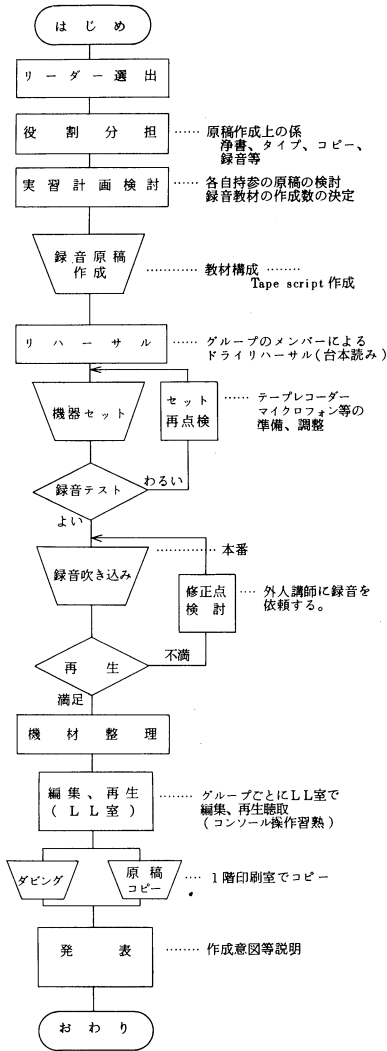 はじめ
リーダー選出
役割分担
…… 原稿作成上の係
浄書、タイプ、コピー、
録音等
実習計画検討
…… 各自持参の原稿の検討
録音教材の作成数の決定
録音原稿
作成
………… 教材構成 ………
Tape script 作成
リハーサル
…… グループのメンバーによる
ドライリハーサル(台本読み)
機器セット
セット
再点検
…… テープレコーダー
マイクロフォン等の
準備、調整
録音テスト
わるい
よい
………… 本番
録音吹き込み
修正点
検討
…… 外人講師に録音を
依頼する。
再生
不満
満足
機材整理
編集、再生
(LL室)
…… グループごとにLL室で
編集、再生聴取
(コンソール操作習熟)
ダビング
原稿
コピー
…… 1階印刷室でコピー
発表
…… 作成意図等説明
おわり